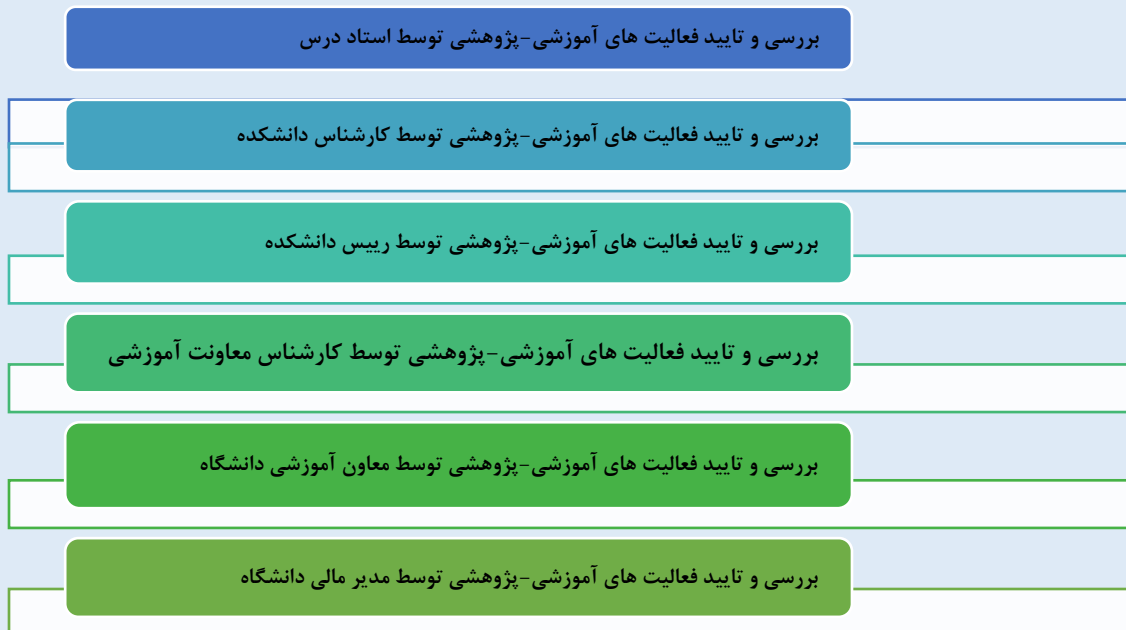 بررسی و تایید فعالیت های آموزشی-پژوهشی توسط استاد درس
بررسی و تایید فعالیت های آموزشی-پژوهشی توسط کارشناس دانشکده
بررسی و تایید فعالیت های آموزشی-پژوهشی توسط رییس دانشکده
بررسی و تایید فعالیت های آموزشی-پژوهشی توسط کارشناس معاونت آموزشی
بررسی و تایید فعالیت های آموزشی-پژوهشی توسط معاون آموزشی دانشگاه
بررسی و تایید فعالیت های آموزشی-پژوهشی توسط مدیر مالی دانشگاه